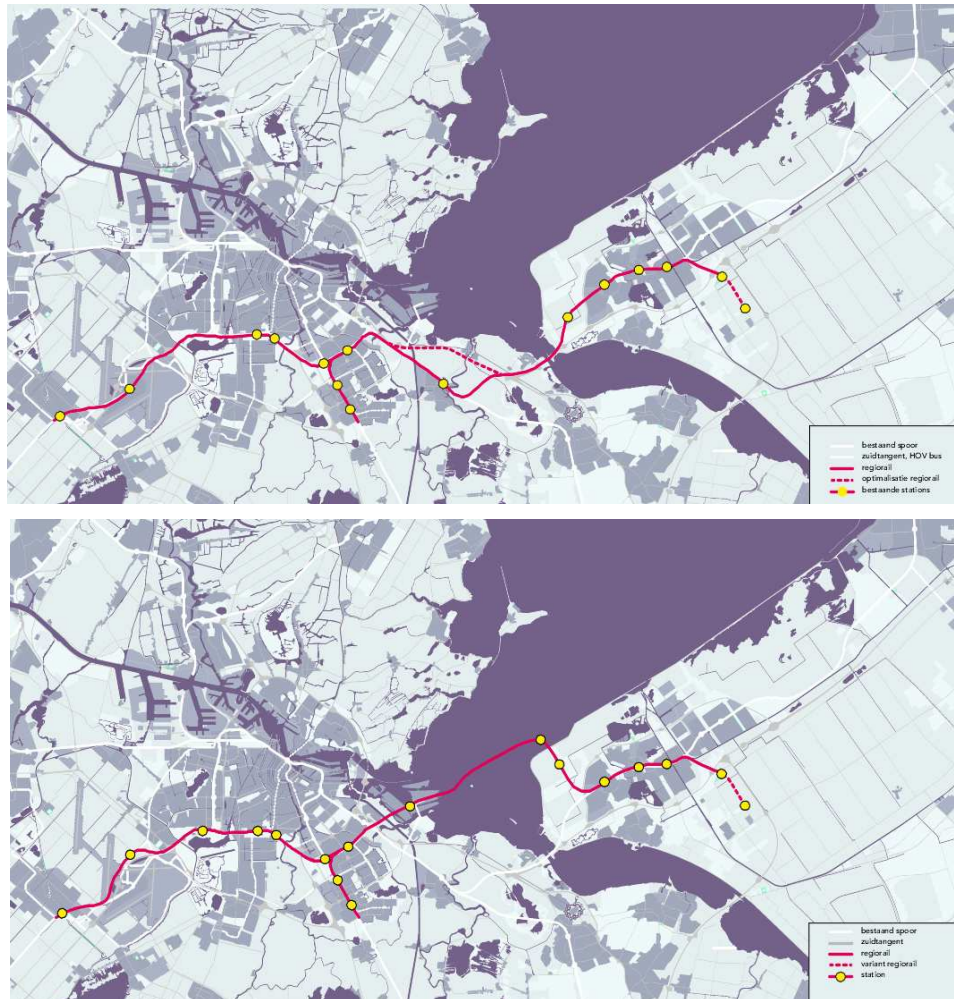 bestaand spoor
zuidtangent, HOV bus
regiorail
optimalisatie regiorail
bestaande stations
bestaand spoor
zuidtangent
regiorail
variant regiorail
station